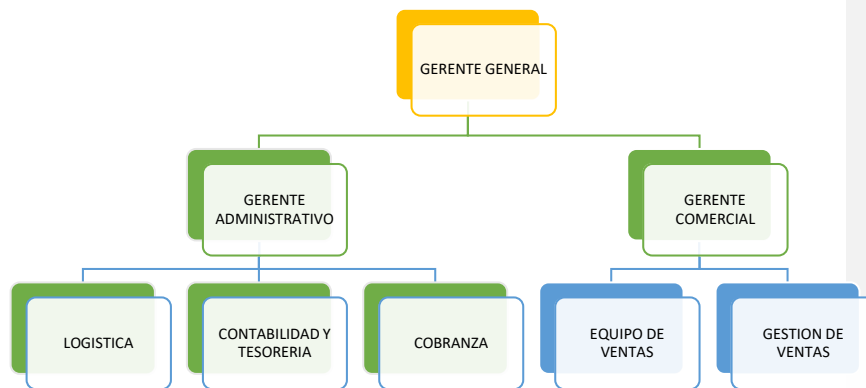 GERENTE GENERAL
GERENTE
ADMINISTRATIVO
GERENTE
COMERCIAL
LOGISTICA
CONTABILIDAD Y
TESORERIA
COBRANZA
EQUIPO DE
VENTAS
GESTION DE
VENTAS